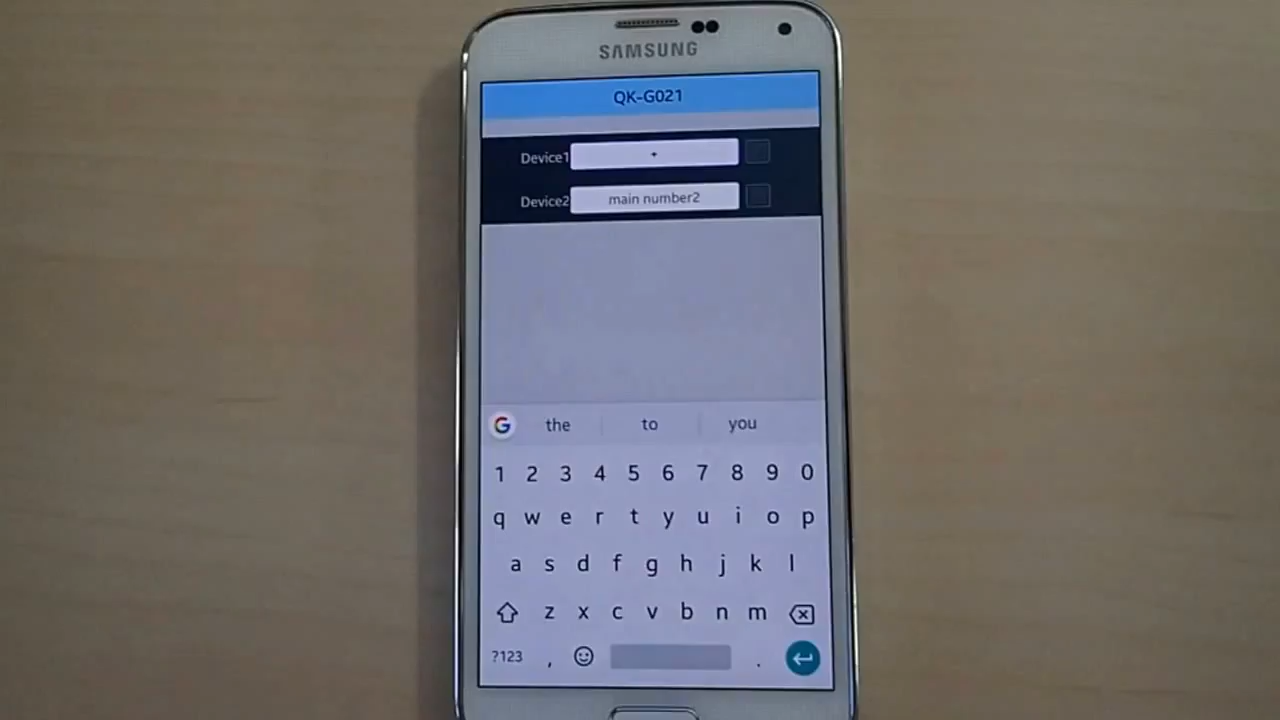 SAMSUNG
QK-G021
Device1 +
Device2 main number2
G the to you
1 2 3 4 5 6 7 8 9 0
q w e r t y u i o p
a s d f g h j k l
z x c v b n m
?123 , .